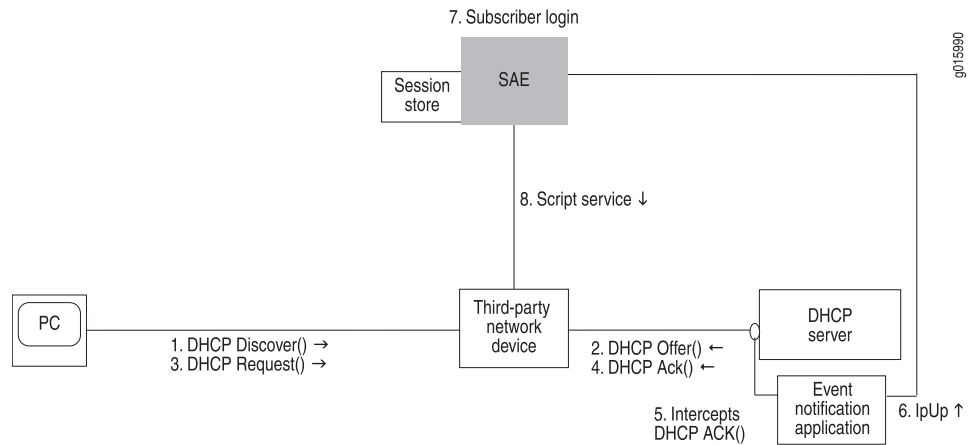 7. Subscriber login
g015990
Session
store
SAE
8. Script service ↓
PC
Third-party
network
device
DHCP
server
1. DHCP Discover() →
3. DHCP Request() →
2. DHCP Offer() ←
4. DHCP Ack() ←
5. Intercepts
DHCP ACK()
Event
notification
application
6. IpUp ↑